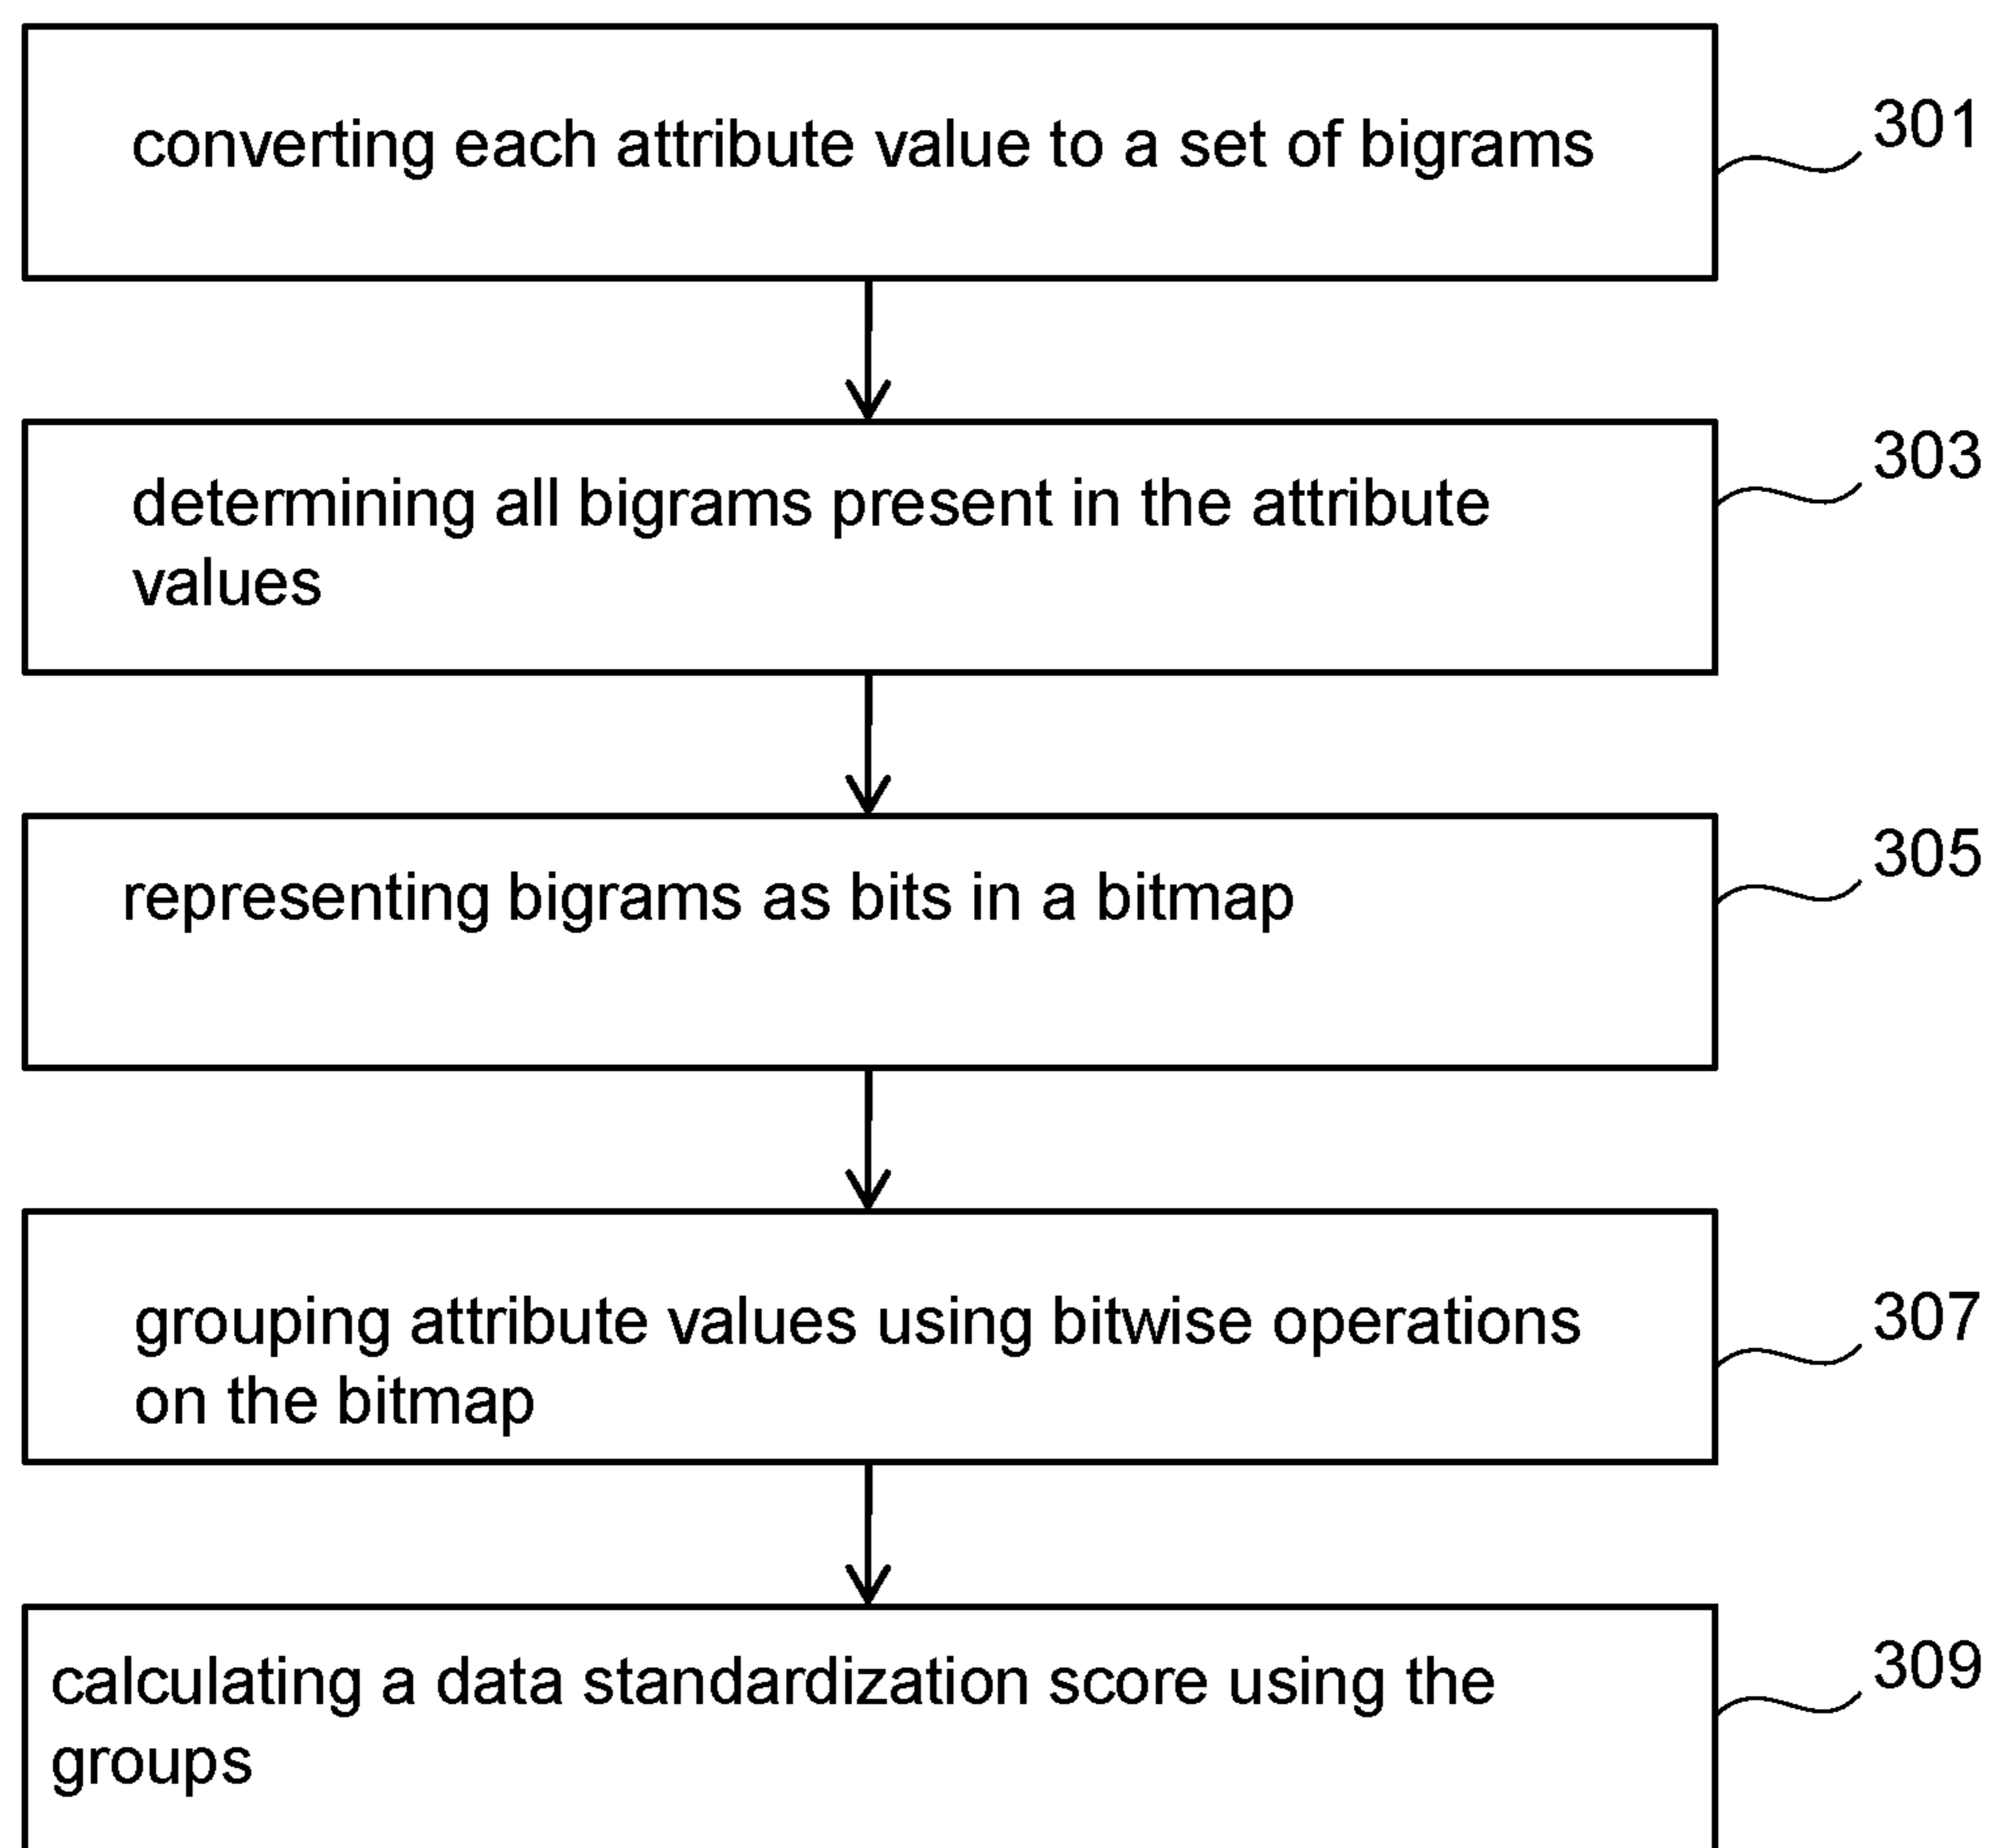 converting each attribute value to a set of bigrams
301
determining all bigrams present in the attribute
values
303
representing bigrams as bits in a bitmap
305
grouping attribute values using bitwise operations
on the bitmap
307
calculating a data standardization score using the
groups
309